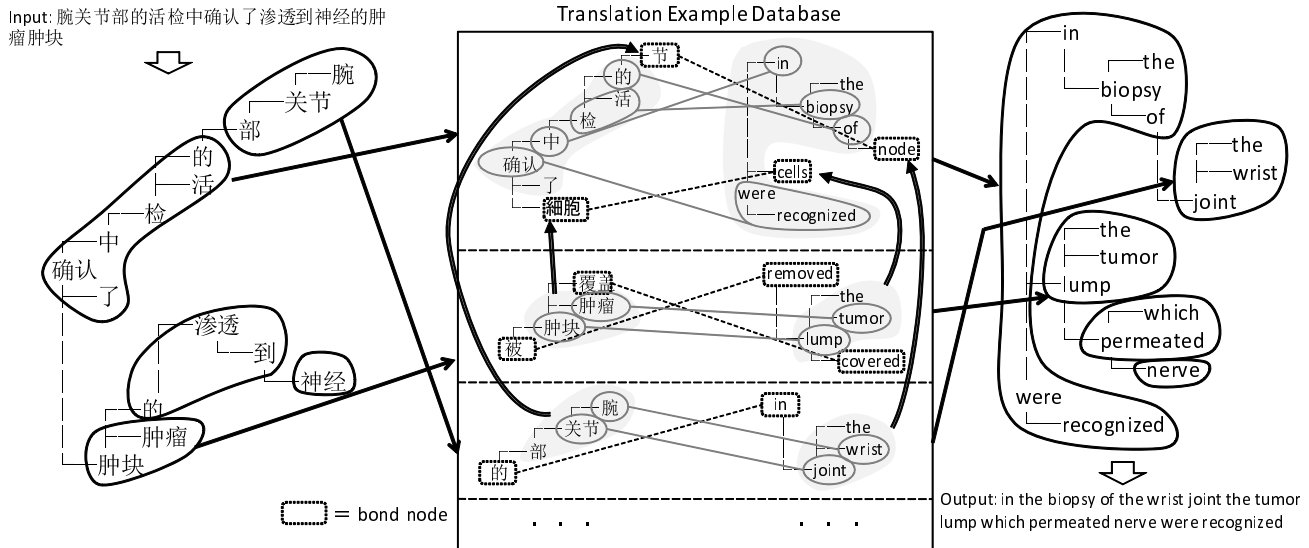 Input: 腕关节部的活检中确认了渗透到神经的肿
瘤肿块
腕
关节
部
的
活
检
中
确认
了
渗透
到
神经
的
肿瘤
肿块
Translation Example Database
节
的
活
检
中
确认
了
細胞
in
the
biopsy
of
node
cells
were
recognized
覆盖
肿瘤
肿块
被
removed
the
tumor
lump
covered
腕
关节
部
的
in
the
wrist
joint
. . .
. . .
= bond node
in
the
biopsy
of
the
wrist
joint
the
tumor
lump
which
permeated
nerve
were
recognized
Output: in the biopsy of the wrist joint the tumor
lump which permeated nerve were recognized